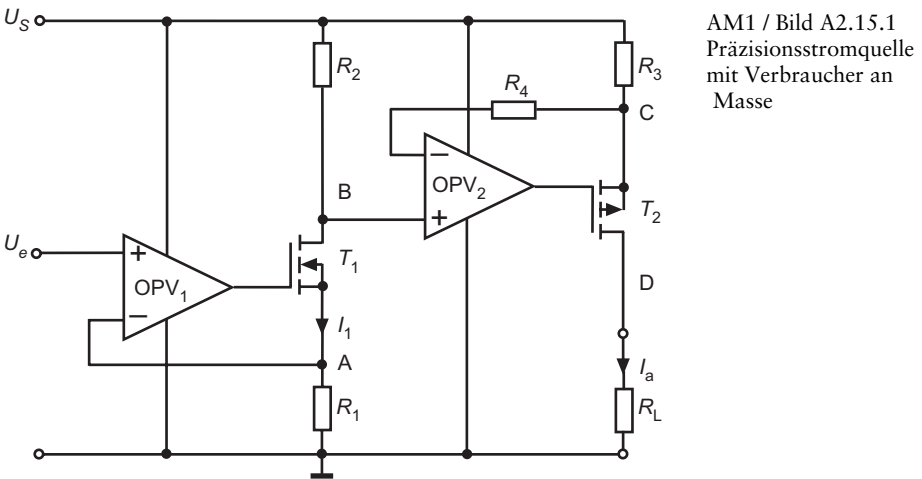 U_S
AM1 / Bild A2.15.1
Präzisionsstromquelle
mit Verbraucher an
Masse
R_2
R_4
R_3
C
OPV_2
−
+
B
T_2
U_e
+
−
OPV_1
T_1
D
I_1
A
I_a
R_1
R_L